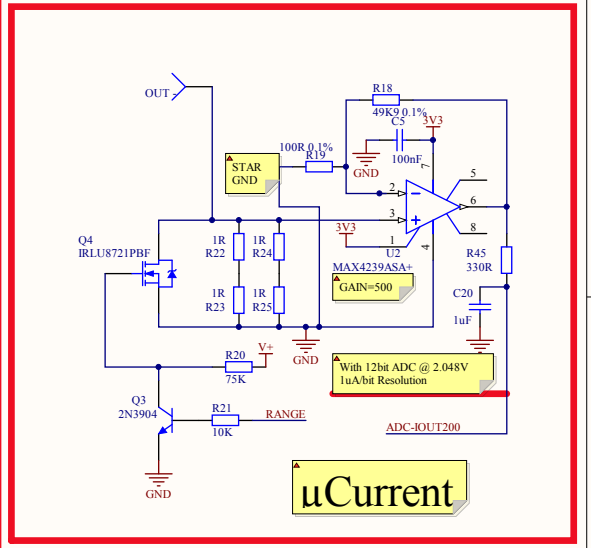 R18
49K9 0.1%
OUT -
C5
3V3
100nF
GND
100R 0.1%
R19
STAR
GND
7
5
2
3
6
1
4
8
3V3
U2
MAX4239ASA+
GAIN=500
Q4
IRLU8721PBF
1R
R22
1R
R24
1R
R23
1R
R25
R45
330R
C20
1uF
GND
GND
V+
R20
75K
With 12bit ADC @ 2.048V
1uA/bit Resolution
Q3
2N3904
R21
10K
RANGE
ADC-IOUT200
GND
µCurrent